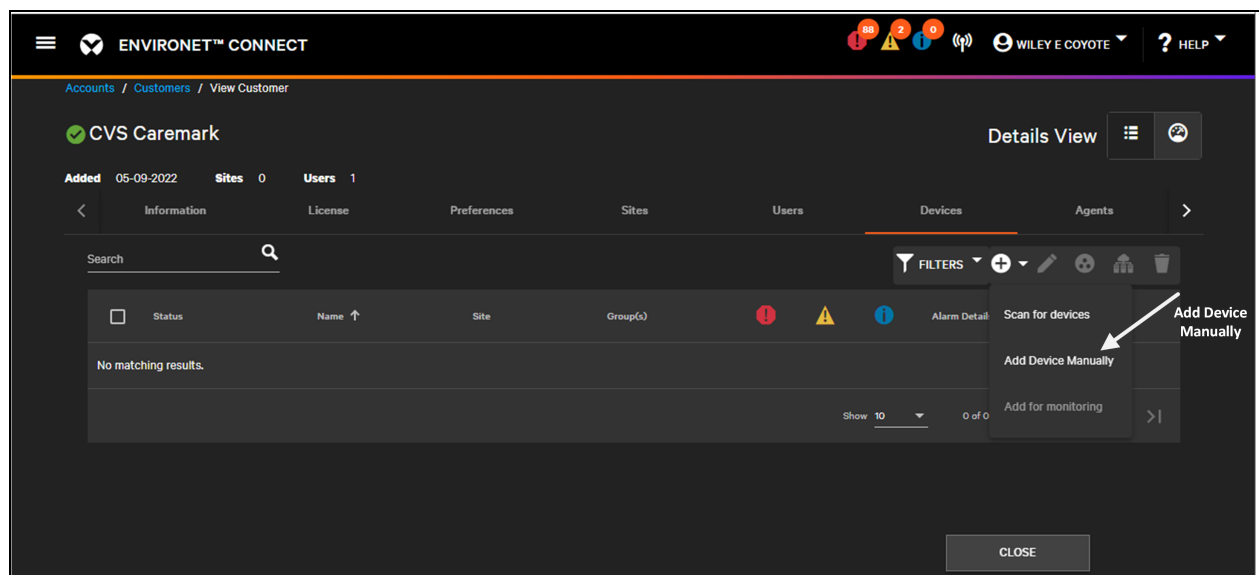 ENVIRONET™ CONNECT
88
2
0
WILEY E COYOTE
? HELP
Accounts / Customers / View Customer
CVS Caremark
Details View
Added 05-09-2022 Sites 0 Users 1
Information License Preferences Sites Users Devices Agents
Search
FILTERS
Status Name ↑ Site Group(s) Alarm Detail
Scan for devices
Add Device
Manually
No matching results.
Add Device Manually
Show 10 0 of 0
Add for monitoring
CLOSE